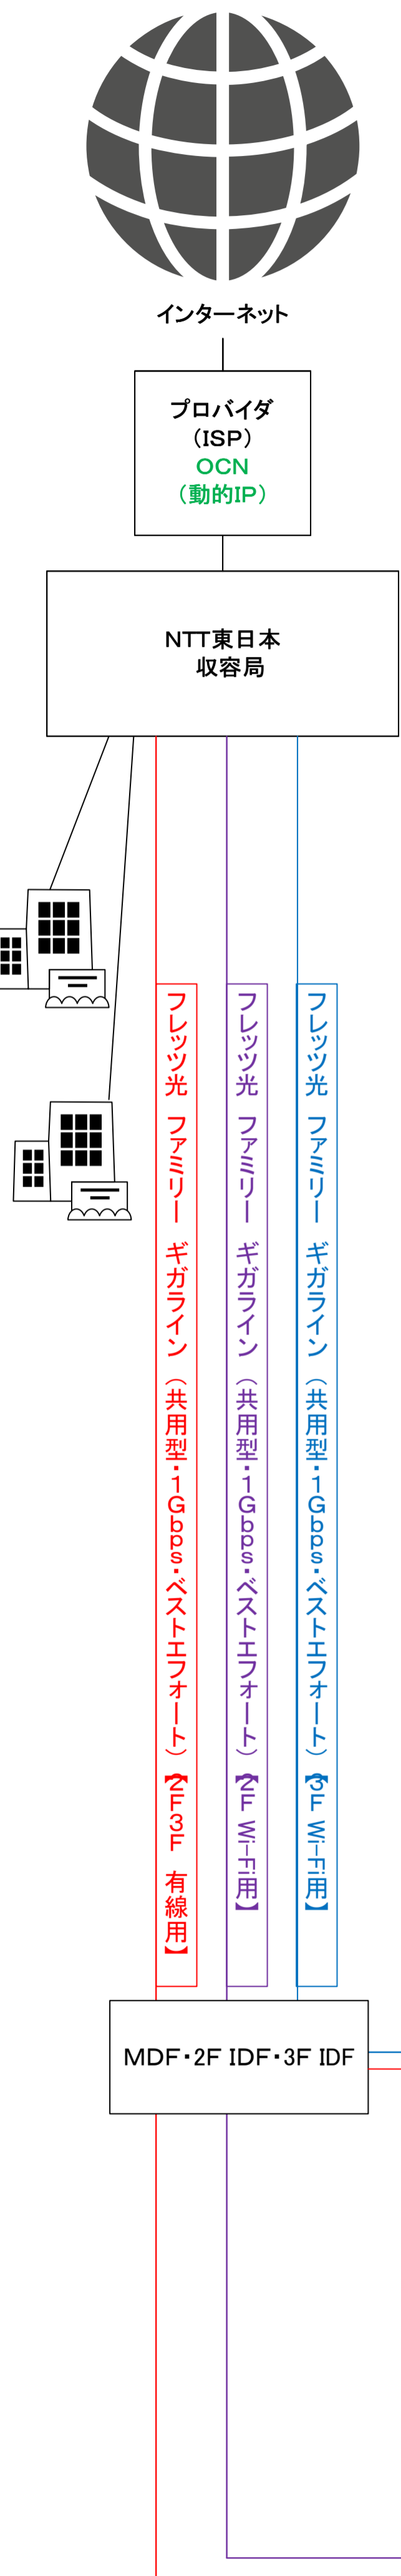 インターネット
プロバイダ
（ISP）
OCN
（動的IP）
NTT東日本
収容局
フレッツ光　ファミリー　ギガライン　（共用型・1Gbps・ベストエフォート）【2F3F　有線用】
フレッツ光　ファミリー　ギガライン　（共用型・1Gbps・ベストエフォート）【2F Wi-Fi用】
フレッツ光　ファミリー　ギガライン　（共用型・1Gbps・ベストエフォート）【3F Wi-Fi用】
MDF・2F IDF・3F IDF